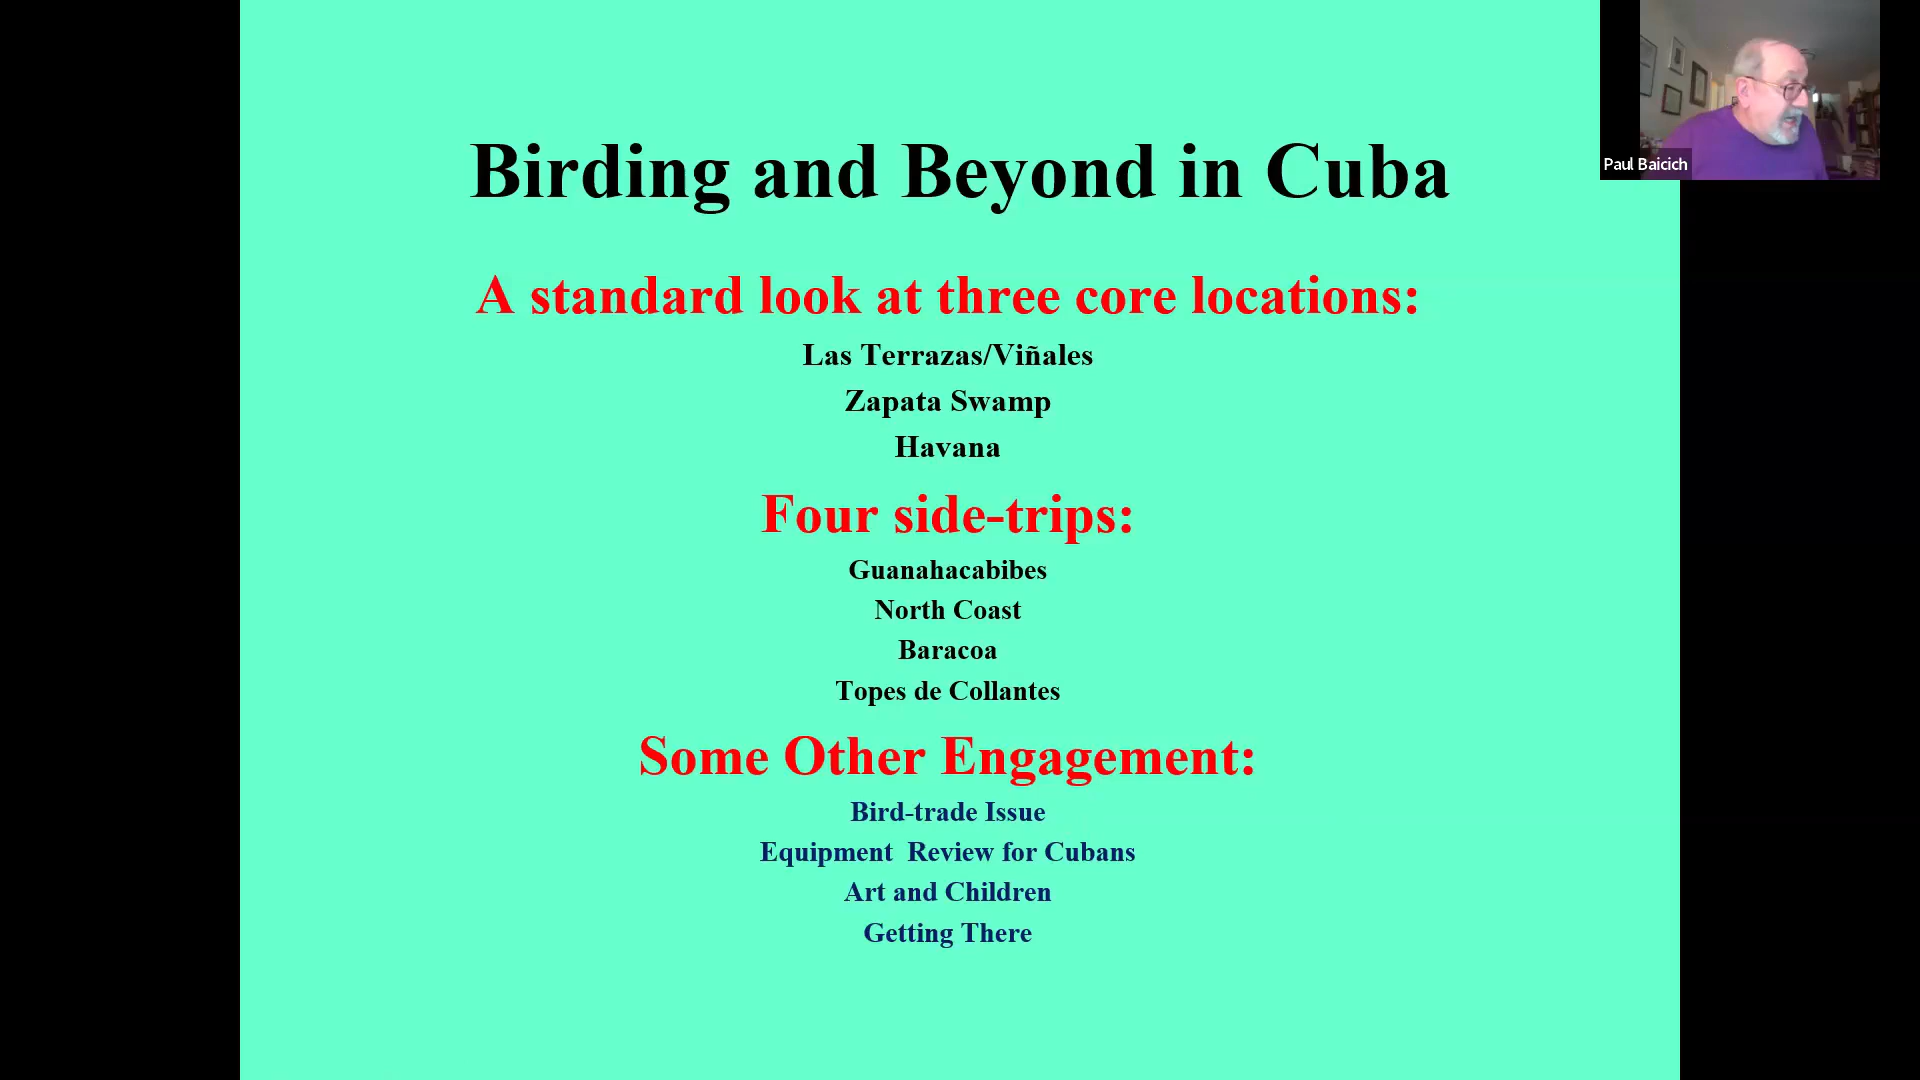 Birding and Beyond in Cuba
A standard look at three core locations:
Las Terrazas/Viñales
Zapata Swamp
Havana
Four side-trips:
Guanahacabibes
North Coast
Baracoa
Topes de Collantes
Some Other Engagement:
Bird-trade Issue
Equipment  Review for Cubans
Art and Children
Getting There
Paul Baicich